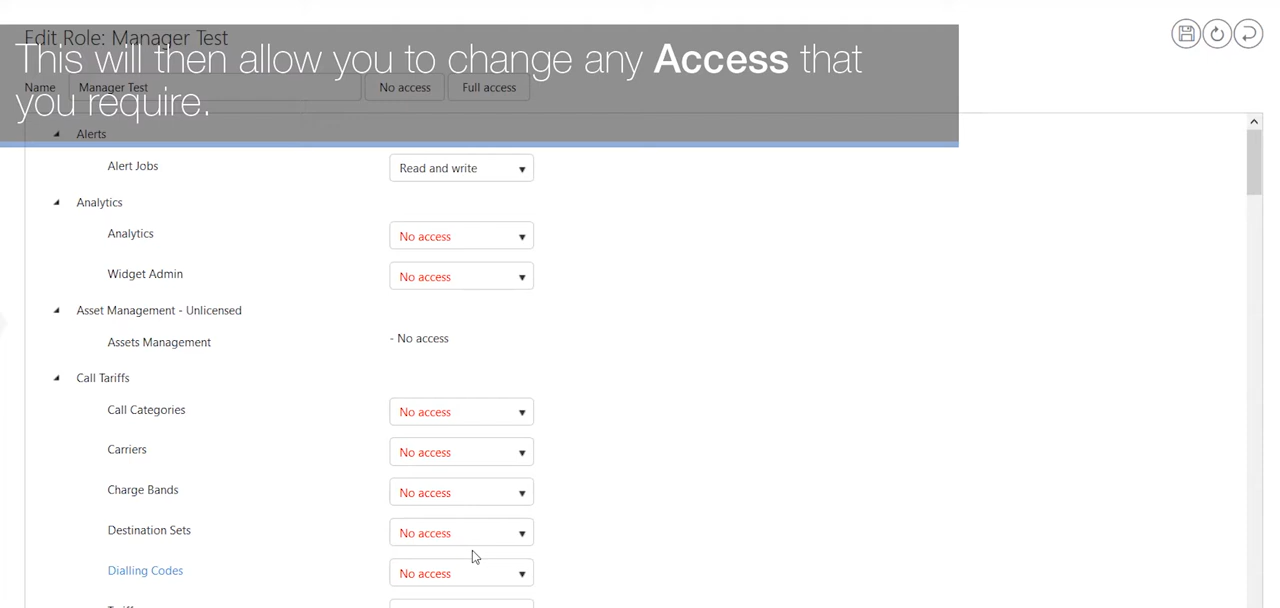 Edit Role: Manager Test
This will then allow you to change any Access that
you require.
Name Manager Test No access Full access
Alerts
Alert Jobs Read and write
Analytics
Analytics No access
Widget Admin No access
Asset Management - Unlicensed
Assets Management - No access
Call Tariffs
Call Categories No access
Carriers No access
Charge Bands No access
Destination Sets No access
Dialling Codes No access